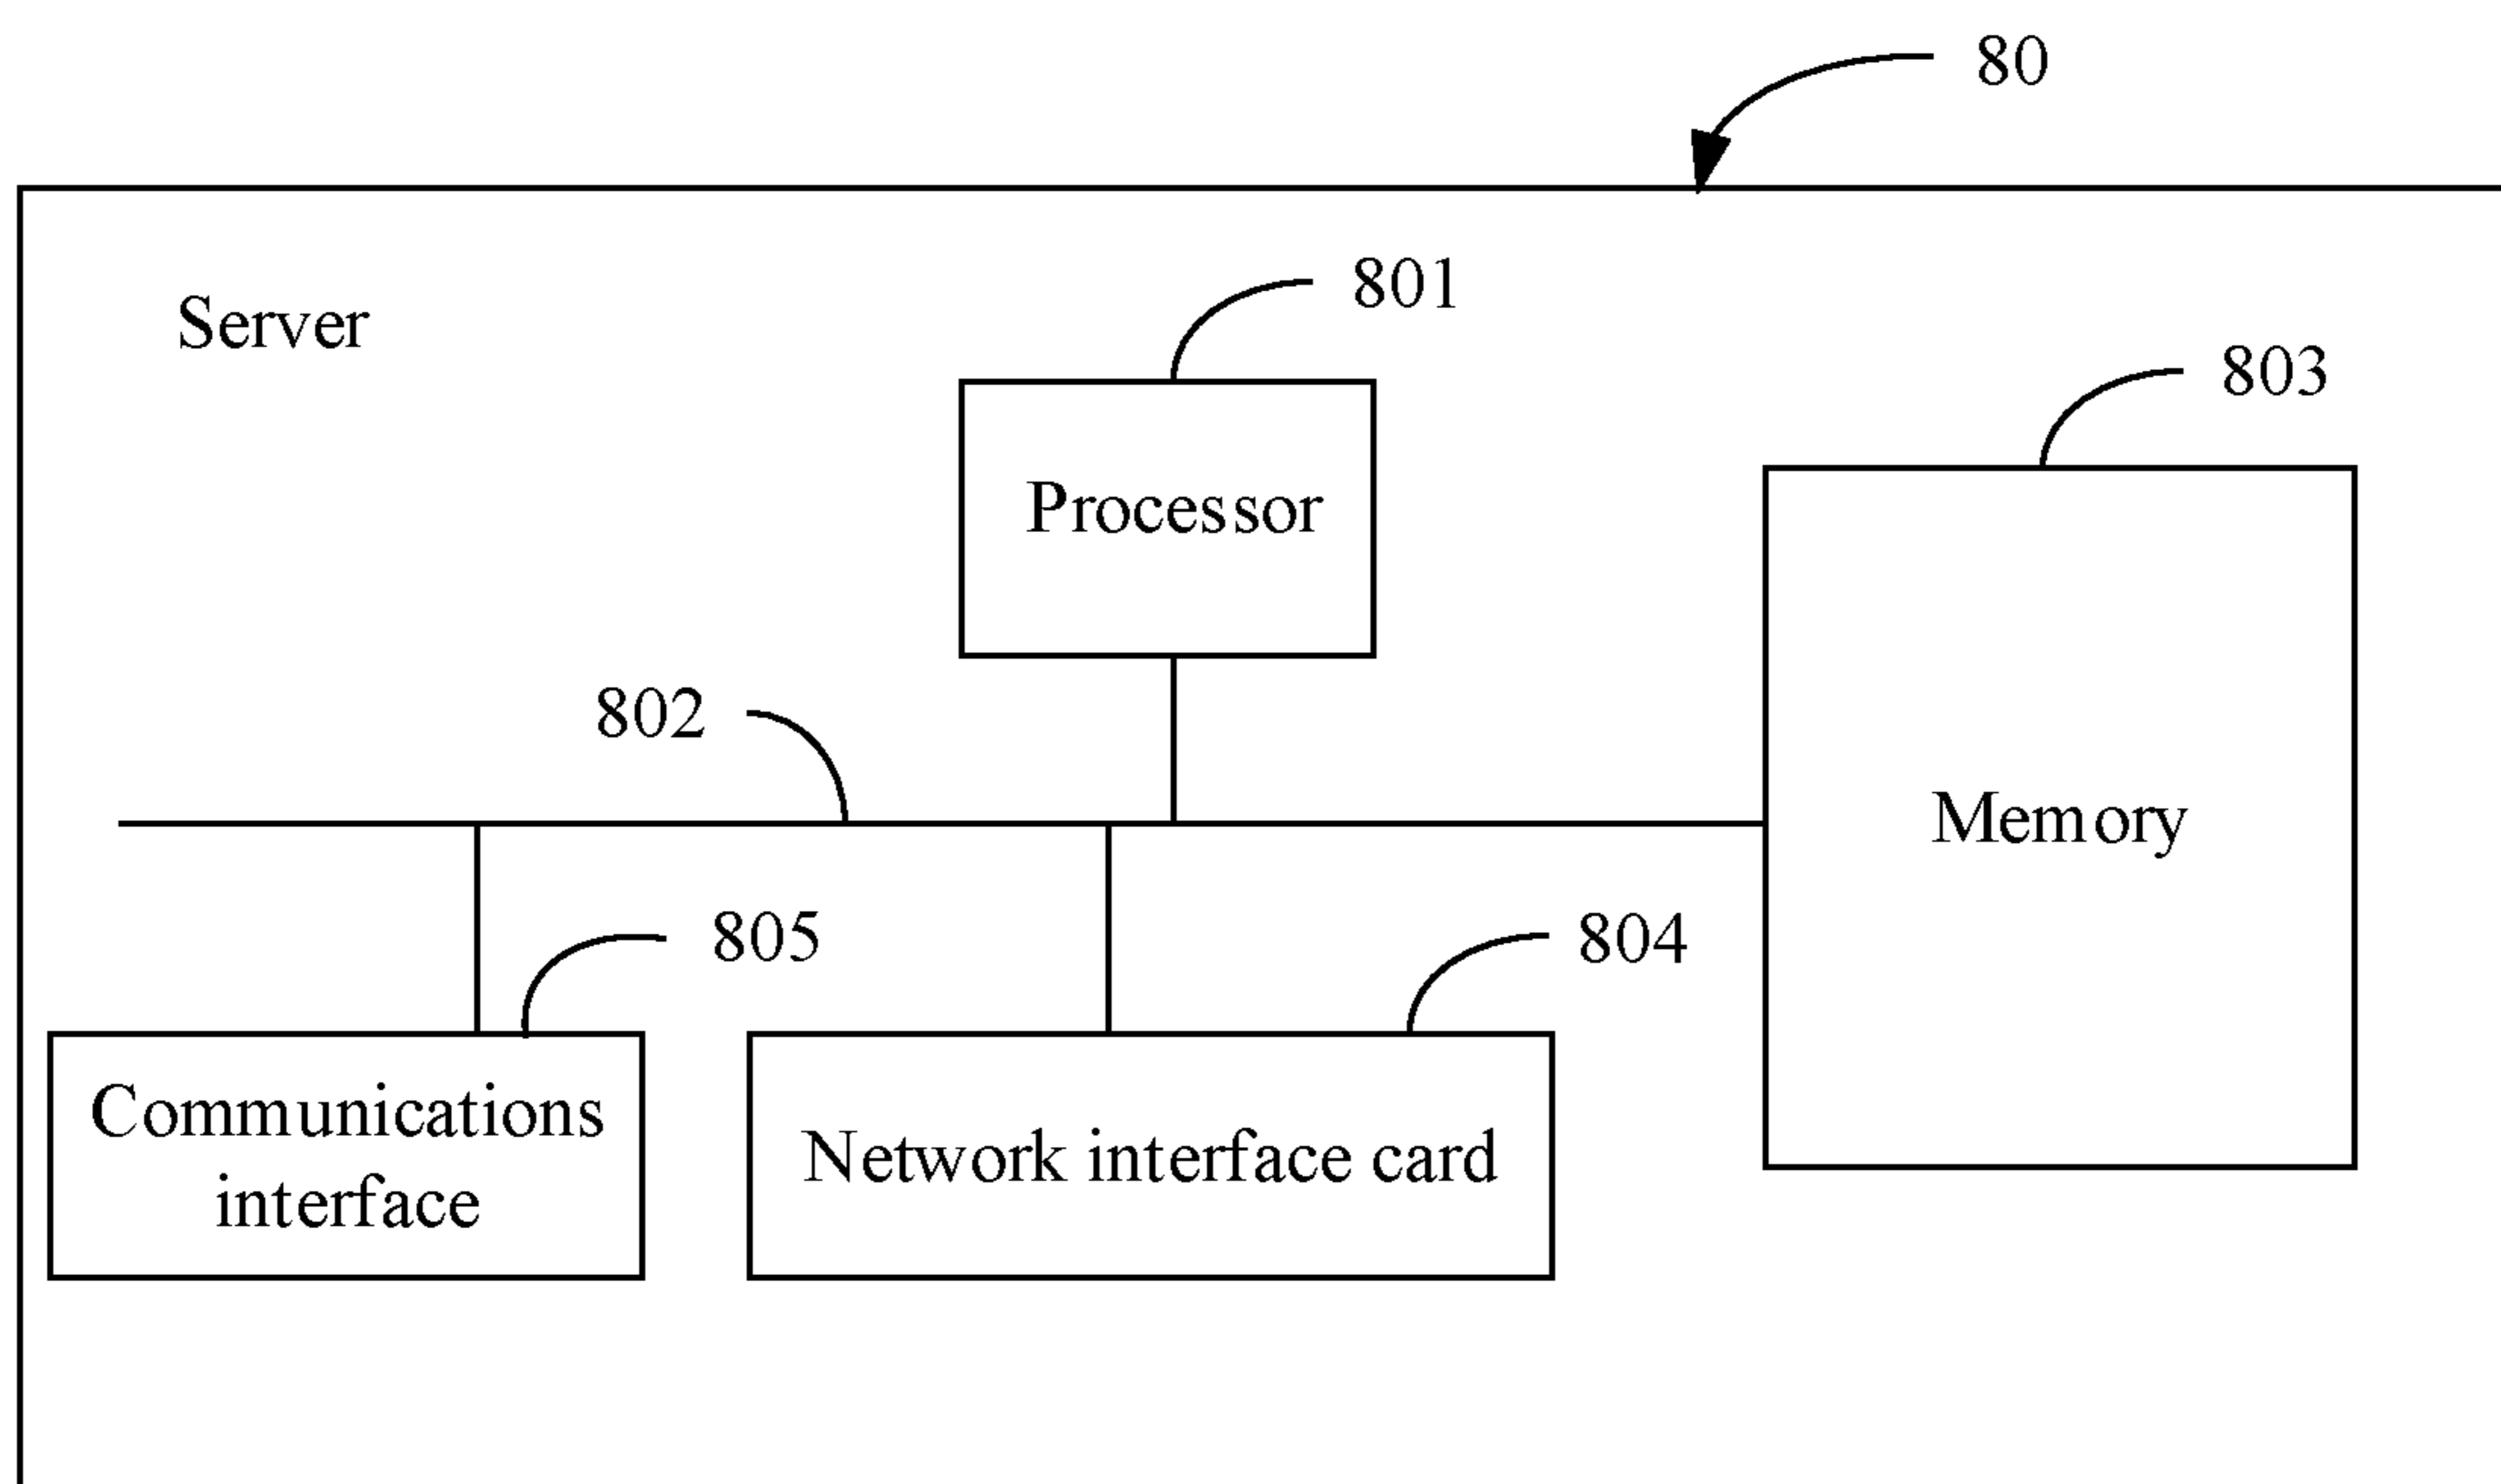 80
Server
801
803
Processor
802
Memory
805
804
Communications
interface
Network interface card